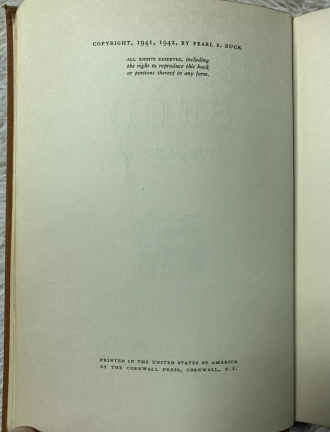 COPYRIGHT, 1941, 1942, BY PEARL S. BUCK
ALL RIGHTS RESERVED, including
the right to reproduce this book
or portions thereof in any form.
PRINTED IN THE UNITED STATES OF AMERICA
BY THE CORNWALL PRESS, CORNWALL, N.Y.